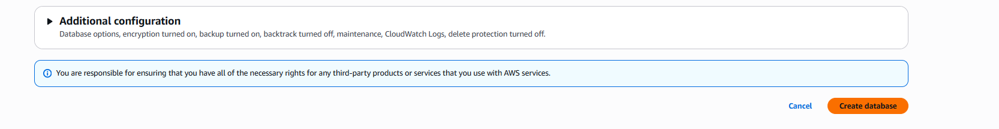 Additional configuration
Database options, encryption turned on, backup turned on, backtrack turned off, maintenance, CloudWatch Logs, delete protection turned off.
You are responsible for ensuring that you have all of the necessary rights for any third-party products or services that you use with AWS services.
Cancel
Create database